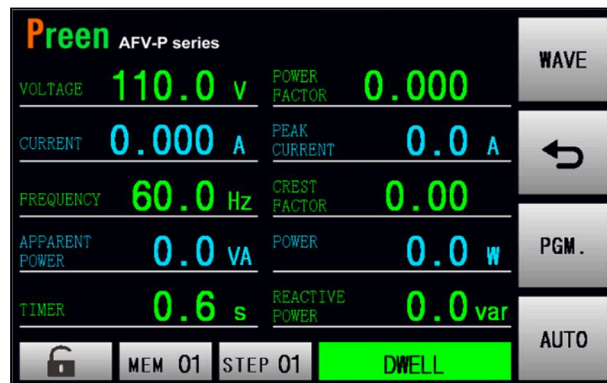 Preen AFV-P series
WAVE
VOLTAGE 110.0 V POWER FACTOR 0.000
CURRENT 0.000 A PEAK CURRENT 0.0 A
FREQUENCY 60.0 Hz CREST FACTOR 0.00
APPARENT POWER 0.0 VA POWER 0.0 W
PGM.
TIMER 0.6 s REACTIVE POWER 0.0 var
AUTO
MEM 01 STEP 01 DWELL